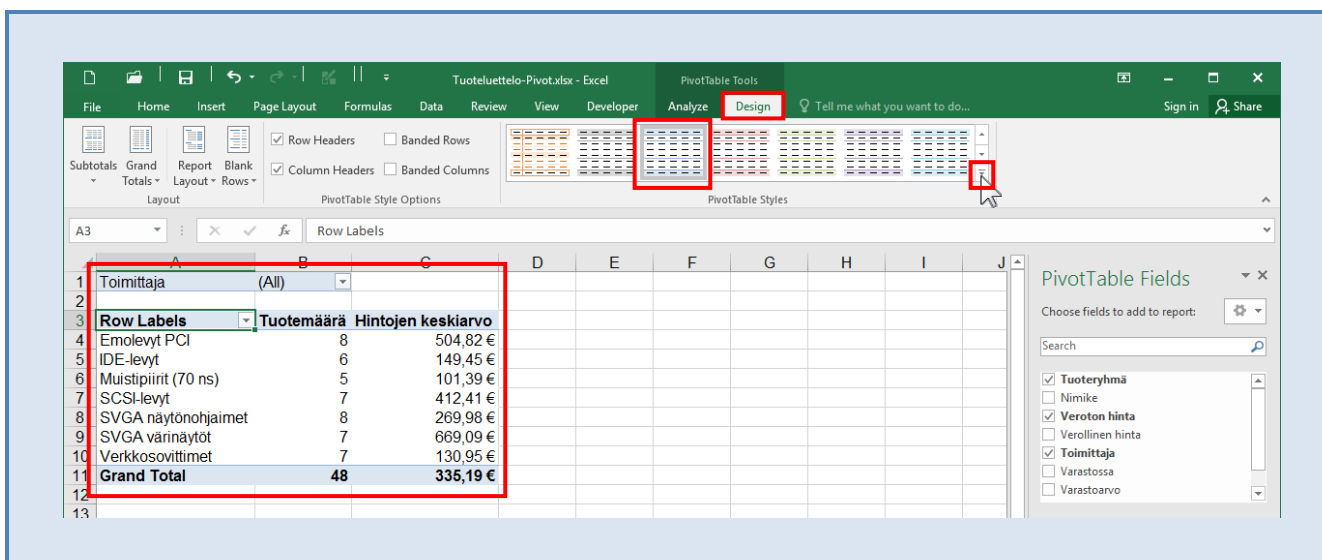 Tuoteluettelo-Pivot.xlsx - Excel PivotTable Tools
File Home Insert Page Layout Formulas Data Review View Developer Analyze Design Tell me what you want to do... Sign in Share
Row Headers Banded Rows
Subtotals Grand Totals Report Layout Blank Rows Column Headers Banded Columns
Layout PivotTable Style Options PivotTable Styles
A3 fx Row Labels
A B C D E F G H I J
1 Toimittaja (All)
2
3 Row Labels Tuotemäärä Hintojen keskiarvo
4 Emolevyt PCI 8 504,82 €
5 IDE-levyt 6 149,45 €
6 Muistipiirit (70 ns) 5 101,39 €
7 SCSI-levyt 7 412,41 €
8 SVGA näytönohjaimet 8 269,98 €
9 SVGA värinäytöt 7 669,09 €
10 Verkkosovittimet 7 130,95 €
11 Grand Total 48 335,19 €
12
13
PivotTable Fields
Choose fields to add to report:
Search
Tuoteryhmä
Nimike
Veroton hinta
Verollinen hinta
Toimittaja
Varastossa
Varastoarvo